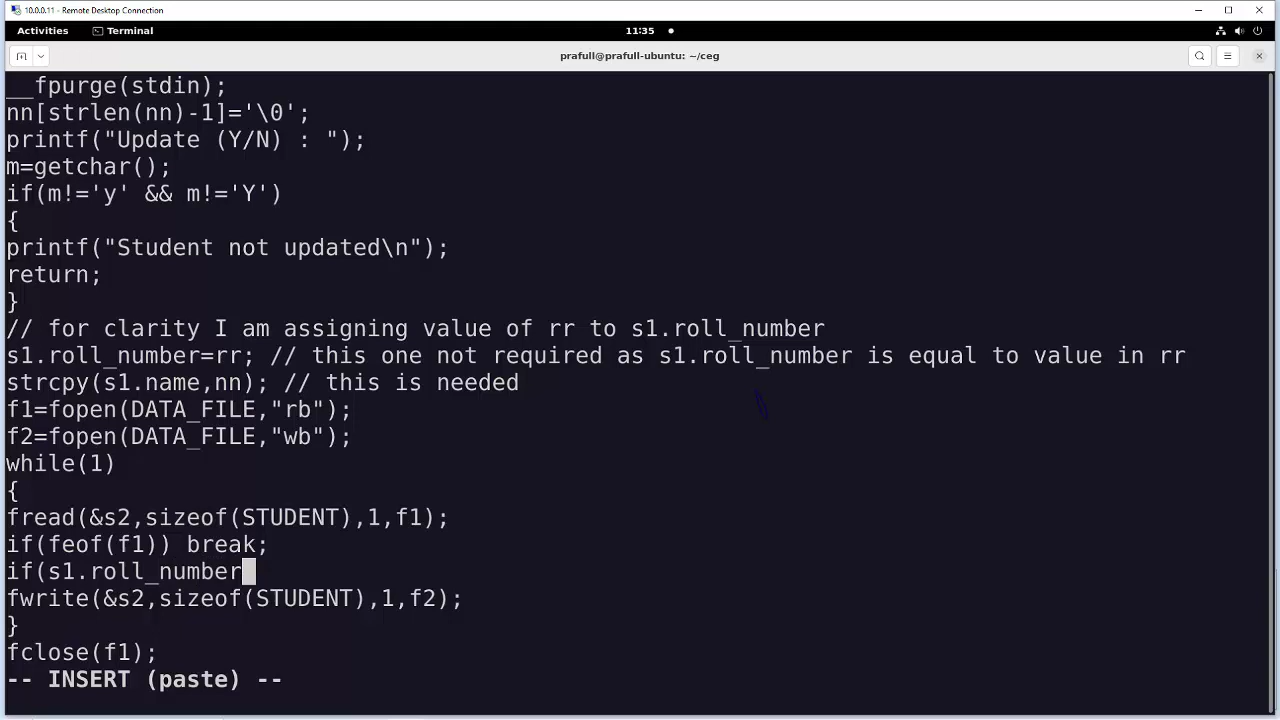 10.0.0.11 - Remote Desktop Connection
Activities Terminal 11:35
prafull@prafull-ubuntu: ~/ceg
__fpurge(stdin);
nn[strlen(nn)-1]='\0';
printf("Update (Y/N) : ");
m=getchar();
if(m!='y' && m!='Y')
{
printf("Student not updated\n");
return;
}
// for clarity I am assigning value of rr to s1.roll_number
s1.roll_number=rr; // this one not required as s1.roll_number is equal to value in rr
strcpy(s1.name,nn); // this is needed
f1=fopen(DATA_FILE,"rb");
f2=fopen(DATA_FILE,"wb");
while(1)
{
fread(&s2,sizeof(STUDENT),1,f1);
if(feof(f1)) break;
if(s1.roll_number
fwrite(&s2,sizeof(STUDENT),1,f2);
}
fclose(f1);
-- INSERT (paste) --